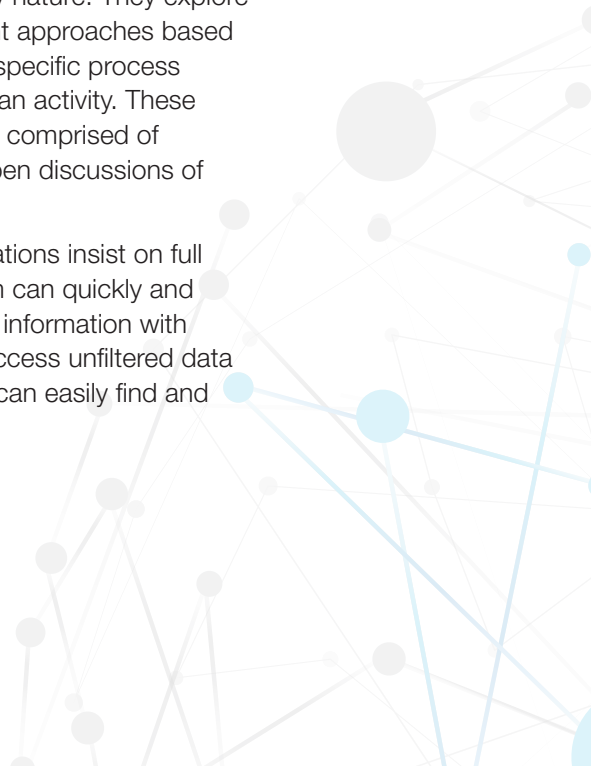 nature. They explore
t approaches based
specific process
an activity. These
comprised of
en discussions of
ations insist on full
can quickly and
information with
ccess unfiltered data
can easily find and